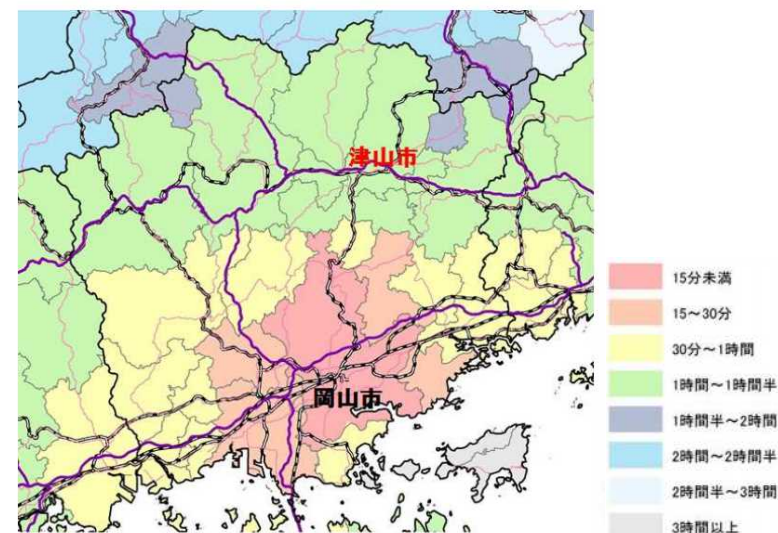 津山市
岡山市
15分未満
15～30分
30分～1時間
1時間～1時間半
1時間半～2時間
2時間～2時間半
2時間半～3時間
3時間以上